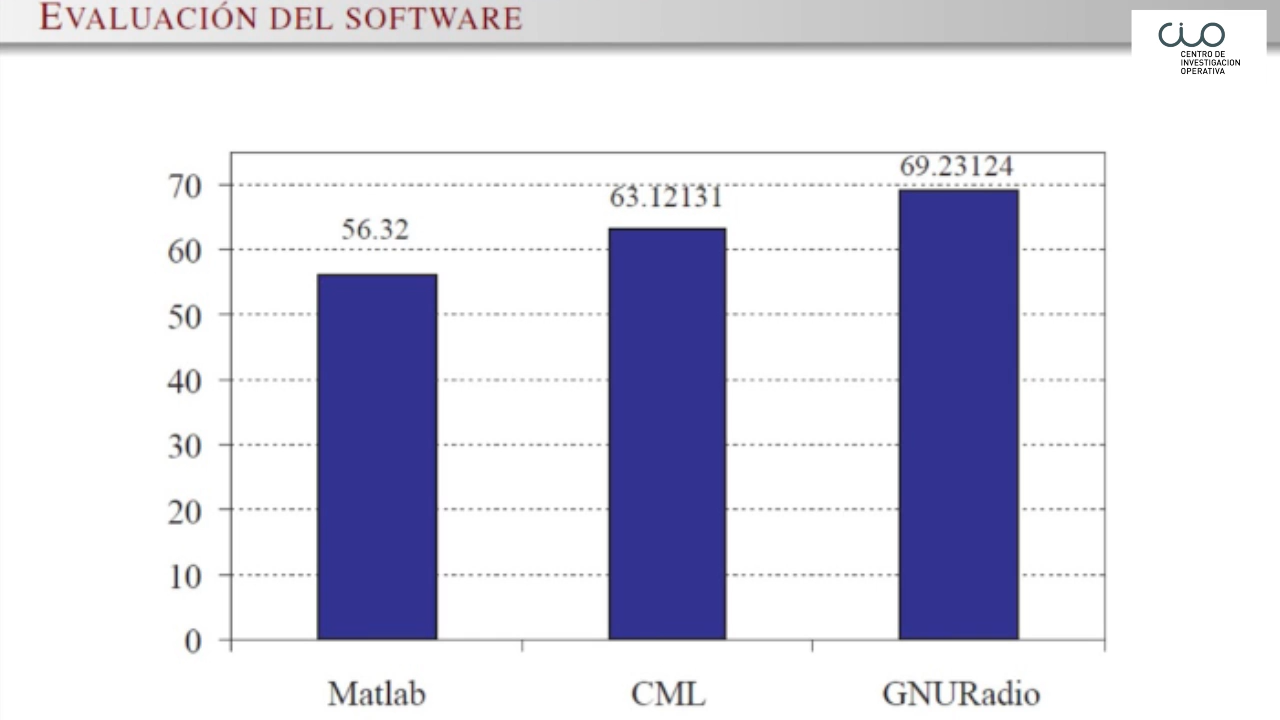 EVALUACIÓN DEL SOFTWARE
CIO
CENTRO DE
INVESTIGACION
OPERATIVA
69.23124
63.12131
56.32
70
60
50
40
30
20
10
0
Matlab CML GNURadio